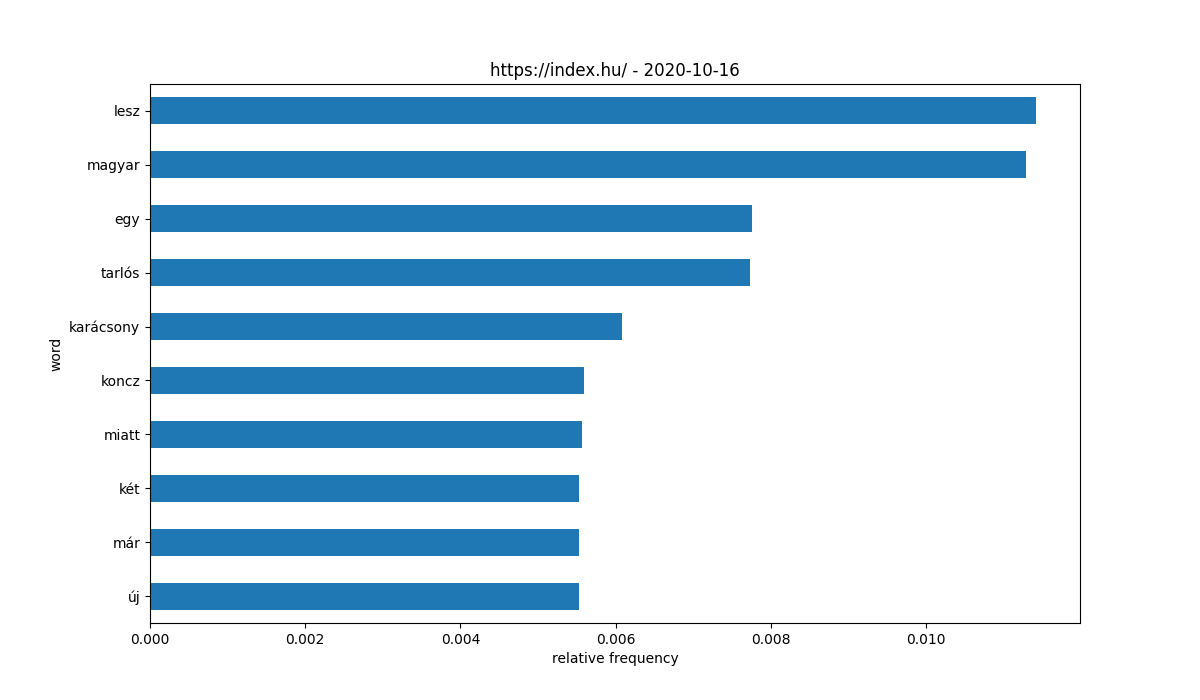 https://index.hu/ - 2020-10-16
lesz
magyar
egy
tarlós
karácsony
koncz
miatt
két
már
új
word
0.000 0.002 0.004 0.006 0.008 0.010
relative frequency